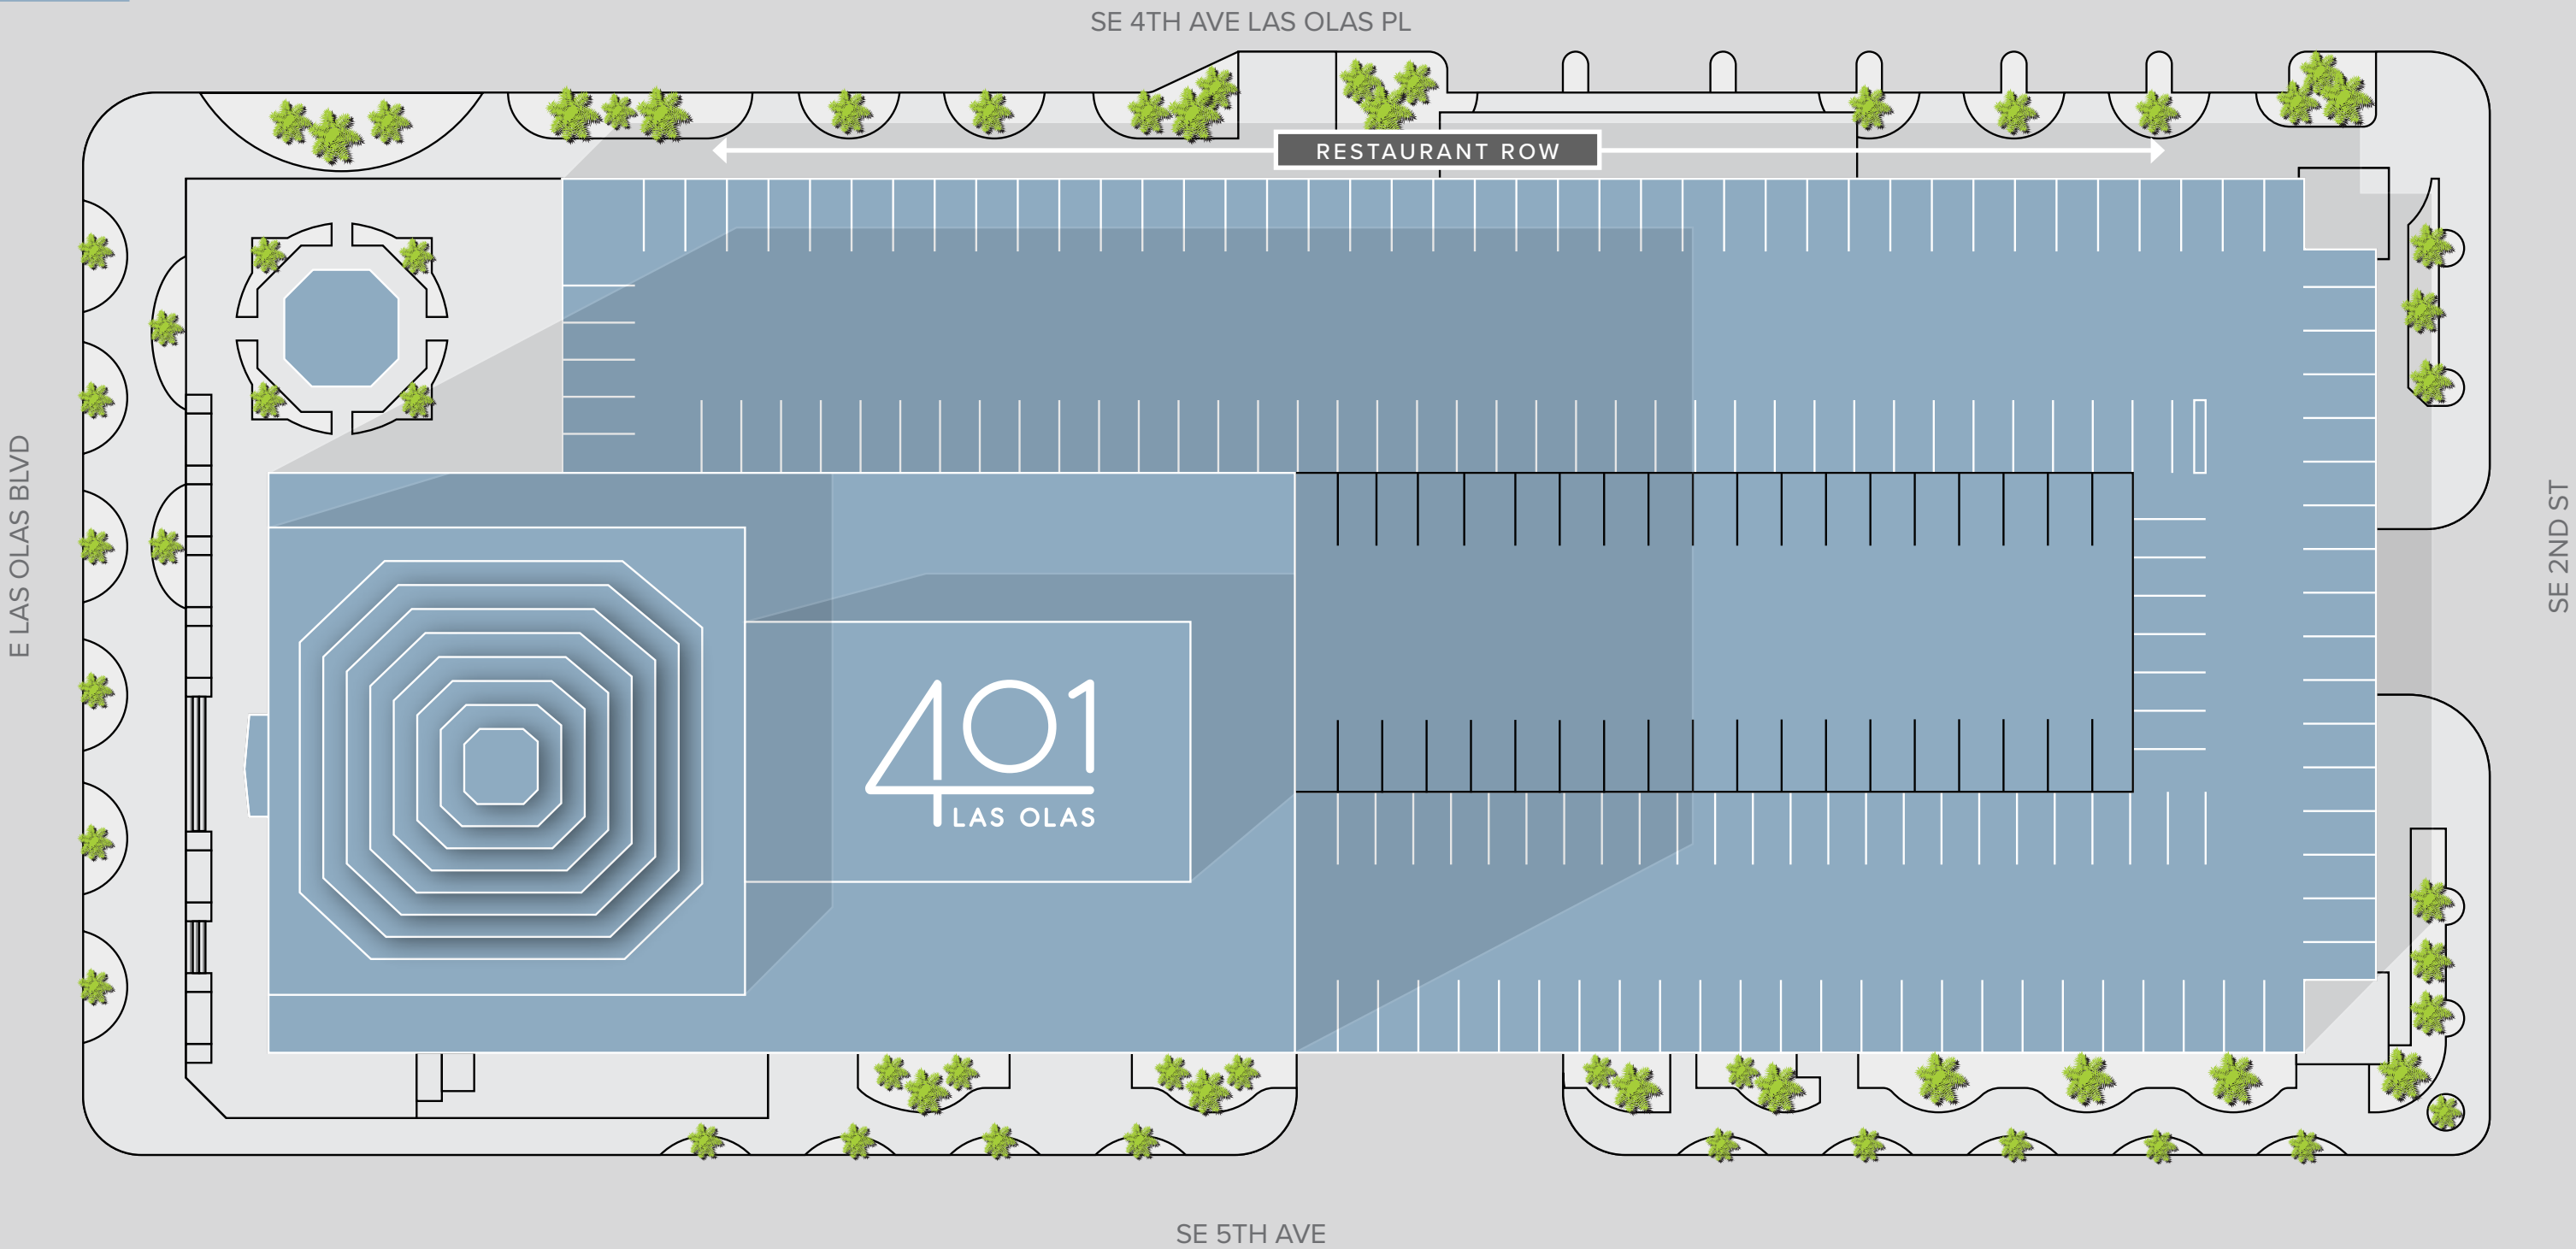 SE 4TH AVE LAS OLAS PL
RESTAURANT ROW
E LAS OLAS BLVD
SE 2ND ST
401
LAS OLAS
SE 5TH AVE